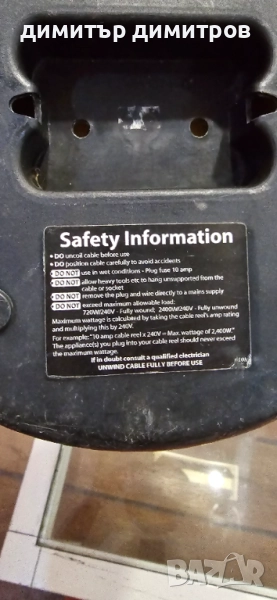 димитър димитров
Safety Information
• DO uncoil cable before use
• DO position cable carefully to avoid accidents
• DO NOT use in wet conditions - Plug fuse 10 amp
• DO NOT allow heavy tools etc to hang unsupported from the
cable or socket
• DO NOT remove the plug and wire directly to a mains supply
• DO NOT exceed maximum allowable load:
720W/240V - Fully wound, 2400W/240V - Fully unwound
Maximum wattage is calculated by taking the cable reel's amp rating
and multiplying this by 240V.
For example: "10 amp cable reel x 240V = Max. wattage of 2,400W."
The appliance(s) you plug into your cable reel should never exceed
the maximum wattage.
If in doubt consult a qualified electrician
UNWIND CABLE FULLY BEFORE USE
BAZAR